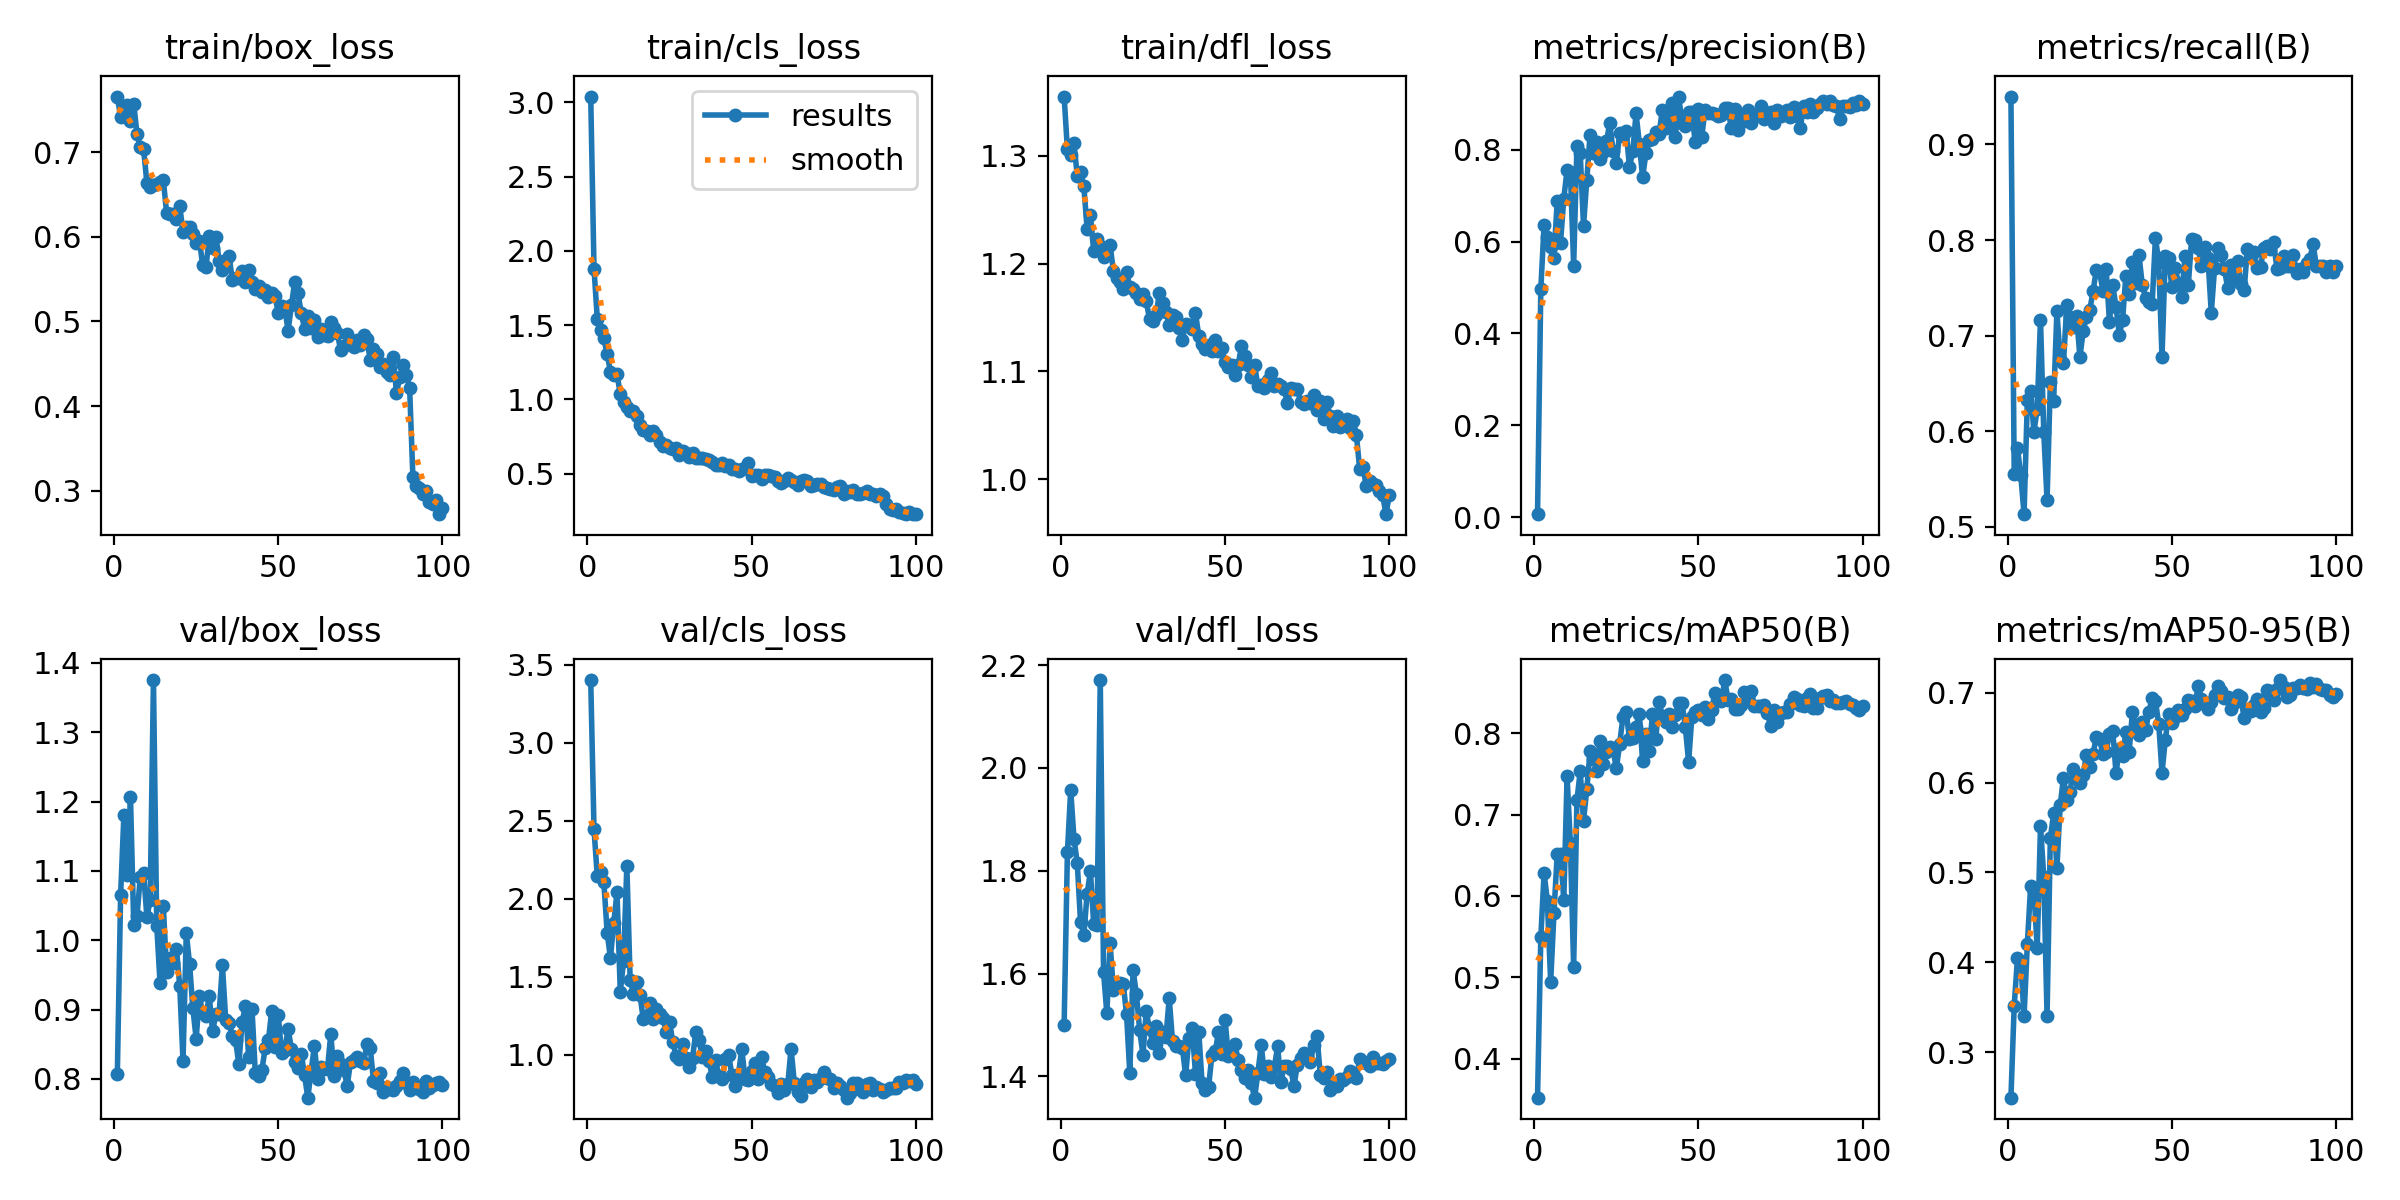 train/box_loss
0.7
0.6
0.5
0.4
0.3
0 50 100
train/cls_loss
results
smooth
3.0
2.5
2.0
1.5
1.0
0.5
0 50 100
train/dfl_loss
1.3
1.2
1.1
1.0
0 50 100
metrics/precision(B)
0.8
0.6
0.4
0.2
0.0
0 50 100
metrics/recall(B)
0.9
0.8
0.7
0.6
0.5
0 50 100
val/box_loss
1.4
1.3
1.2
1.1
1.0
0.9
0.8
0 50 100
val/cls_loss
3.5
3.0
2.5
2.0
1.5
1.0
0 50 100
val/dfl_loss
2.2
2.0
1.8
1.6
1.4
0 50 100
metrics/mAP50(B)
0.8
0.7
0.6
0.5
0.4
0 50 100
metrics/mAP50-95(B)
0.7
0.6
0.5
0.4
0.3
0 50 100